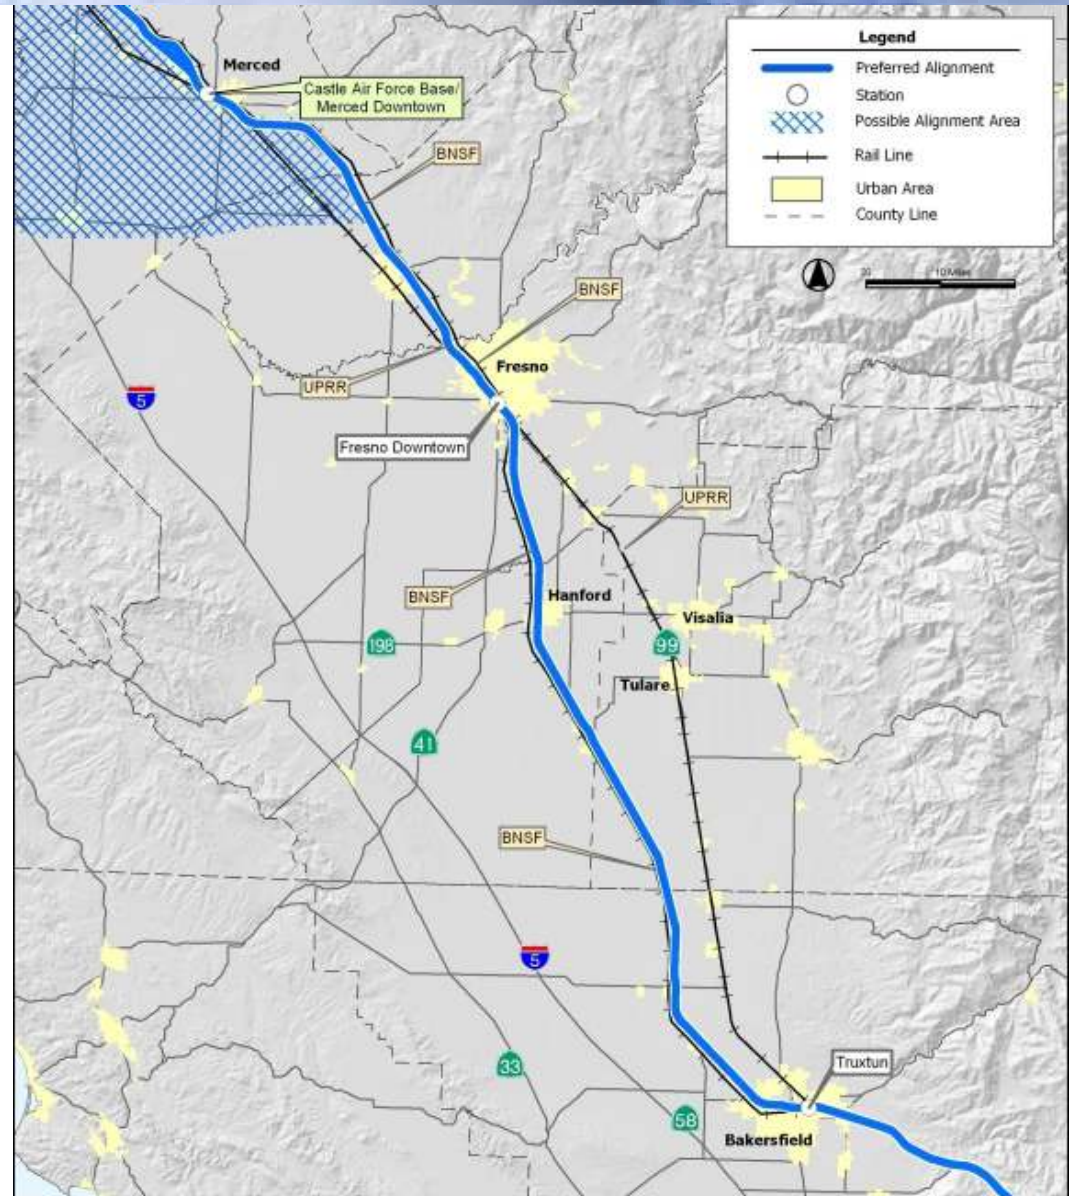 Legend
Preferred Alignment
Station
Possible Alignment Area
Rail Line
Urban Area
County Line
10 Miles
Merced
Castle Air Force Base/
Merced Downtown
BNSF
BNSF
Fresno
UPRR
5
Fresno Downtown
UPRR
BNSF
Hanford
Visalia
198
99
Tulare
41
BNSF
5
33
Truxtun
58
Bakersfield